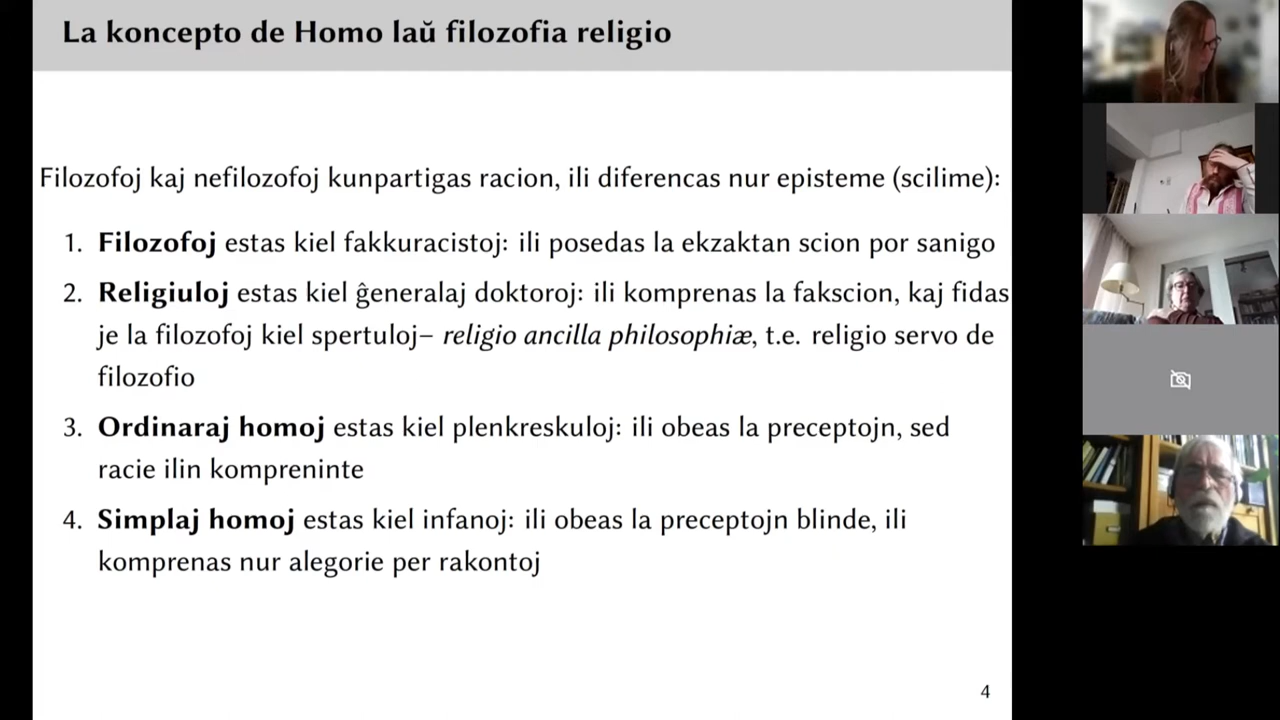 La koncepto de Homo laŭ filozofia religio
Filozofoj kaj nefilozofoj kunpartigas racion, ili diferencas nur episteme (scilime):
1. Filozofoj estas kiel fakkuracistoj: ili posedas la ekzaktan scion por sanigo
2. Religiuloj estas kiel ĝeneralaj doktoroj: ili komprenas la fakscion, kaj fidas
je la filozofoj kiel spertuloj– religio ancilla philosophiæ, t.e. religio servo de
filozofio
3. Ordinaraj homoj estas kiel plenkreskuloj: ili obeas la preceptojn, sed
racie ilin kompreninte
4. Simplaj homoj estas kiel infanoj: ili obeas la preceptojn blinde, ili
komprenas nur alegorie per rakontoj
4